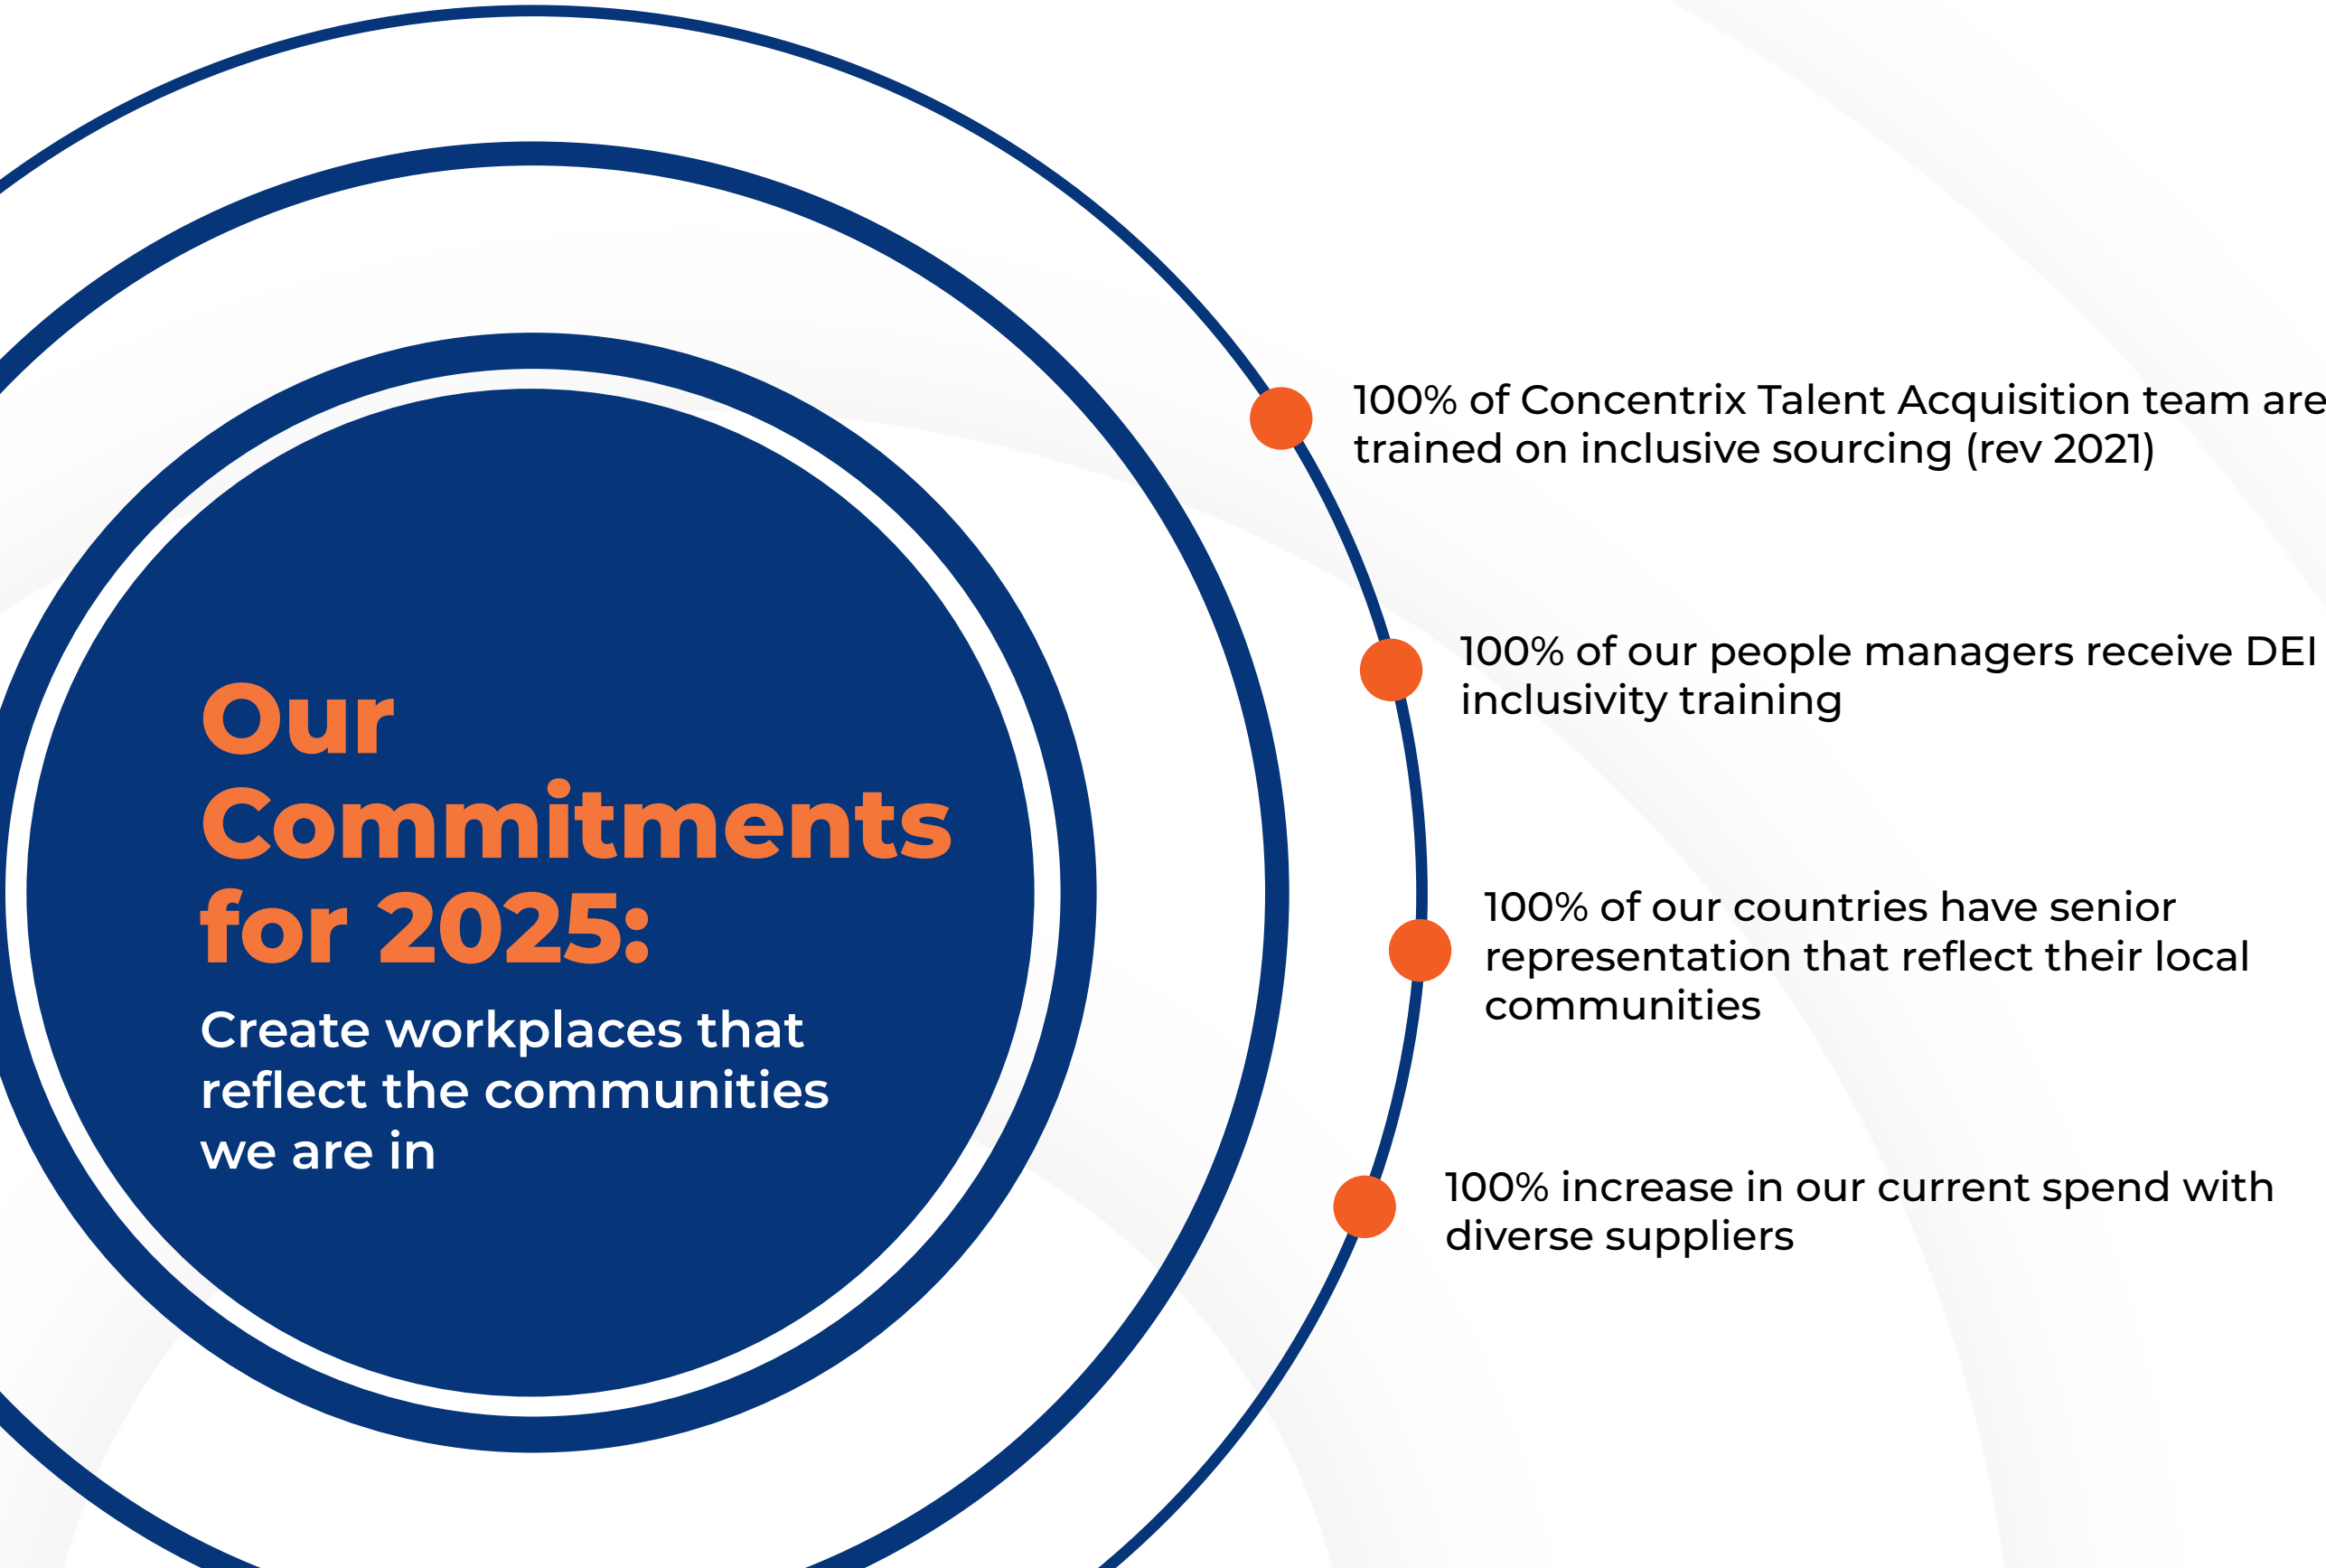 Our
Commitments
for 2025:
Create workplaces that
reflect the communities
we are in
100% of Concentrix Talent Acquisition team are
trained on inclusive sourcing (rev 2021)
100% of our people managers receive DEI
inclusivity training
100% of our countries have senior
representation that reflect their local
communities
100% increase in our current spend with
diverse suppliers